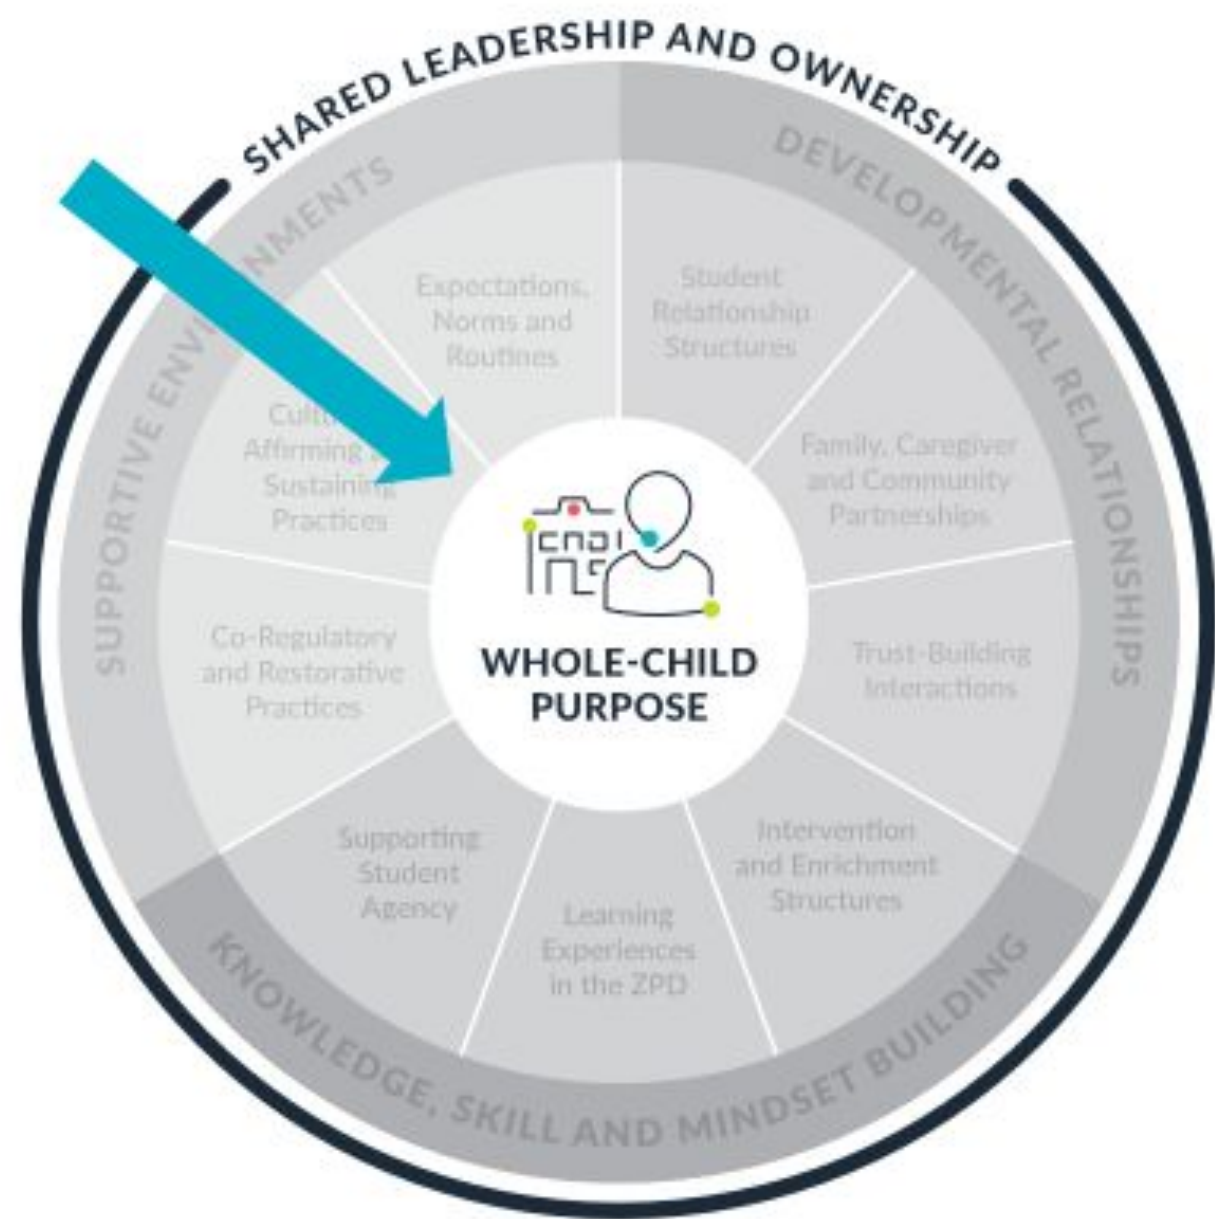 SHARED LEADERSHIP AND OWNERSHIP
SUPPORTIVE
DEVELOPMENTAL RELATIONSHIPS
Expectations,
Norms and
Routines
Student
Relationship
Structures
Affirming
Sustaining
Practices
Family, Caregiver
and Community
Partnerships
WHOLE-CHILD
PURPOSE
Co-Regulatory
and Restorative
Practices
Trust-Building
Interactions
Supporting
Student
Agency
Learning
Experiences
in the ZPD
Intervention
and Enrichment
Structures
KNOWLEDGE, SKILL AND MINDSET BUILDING